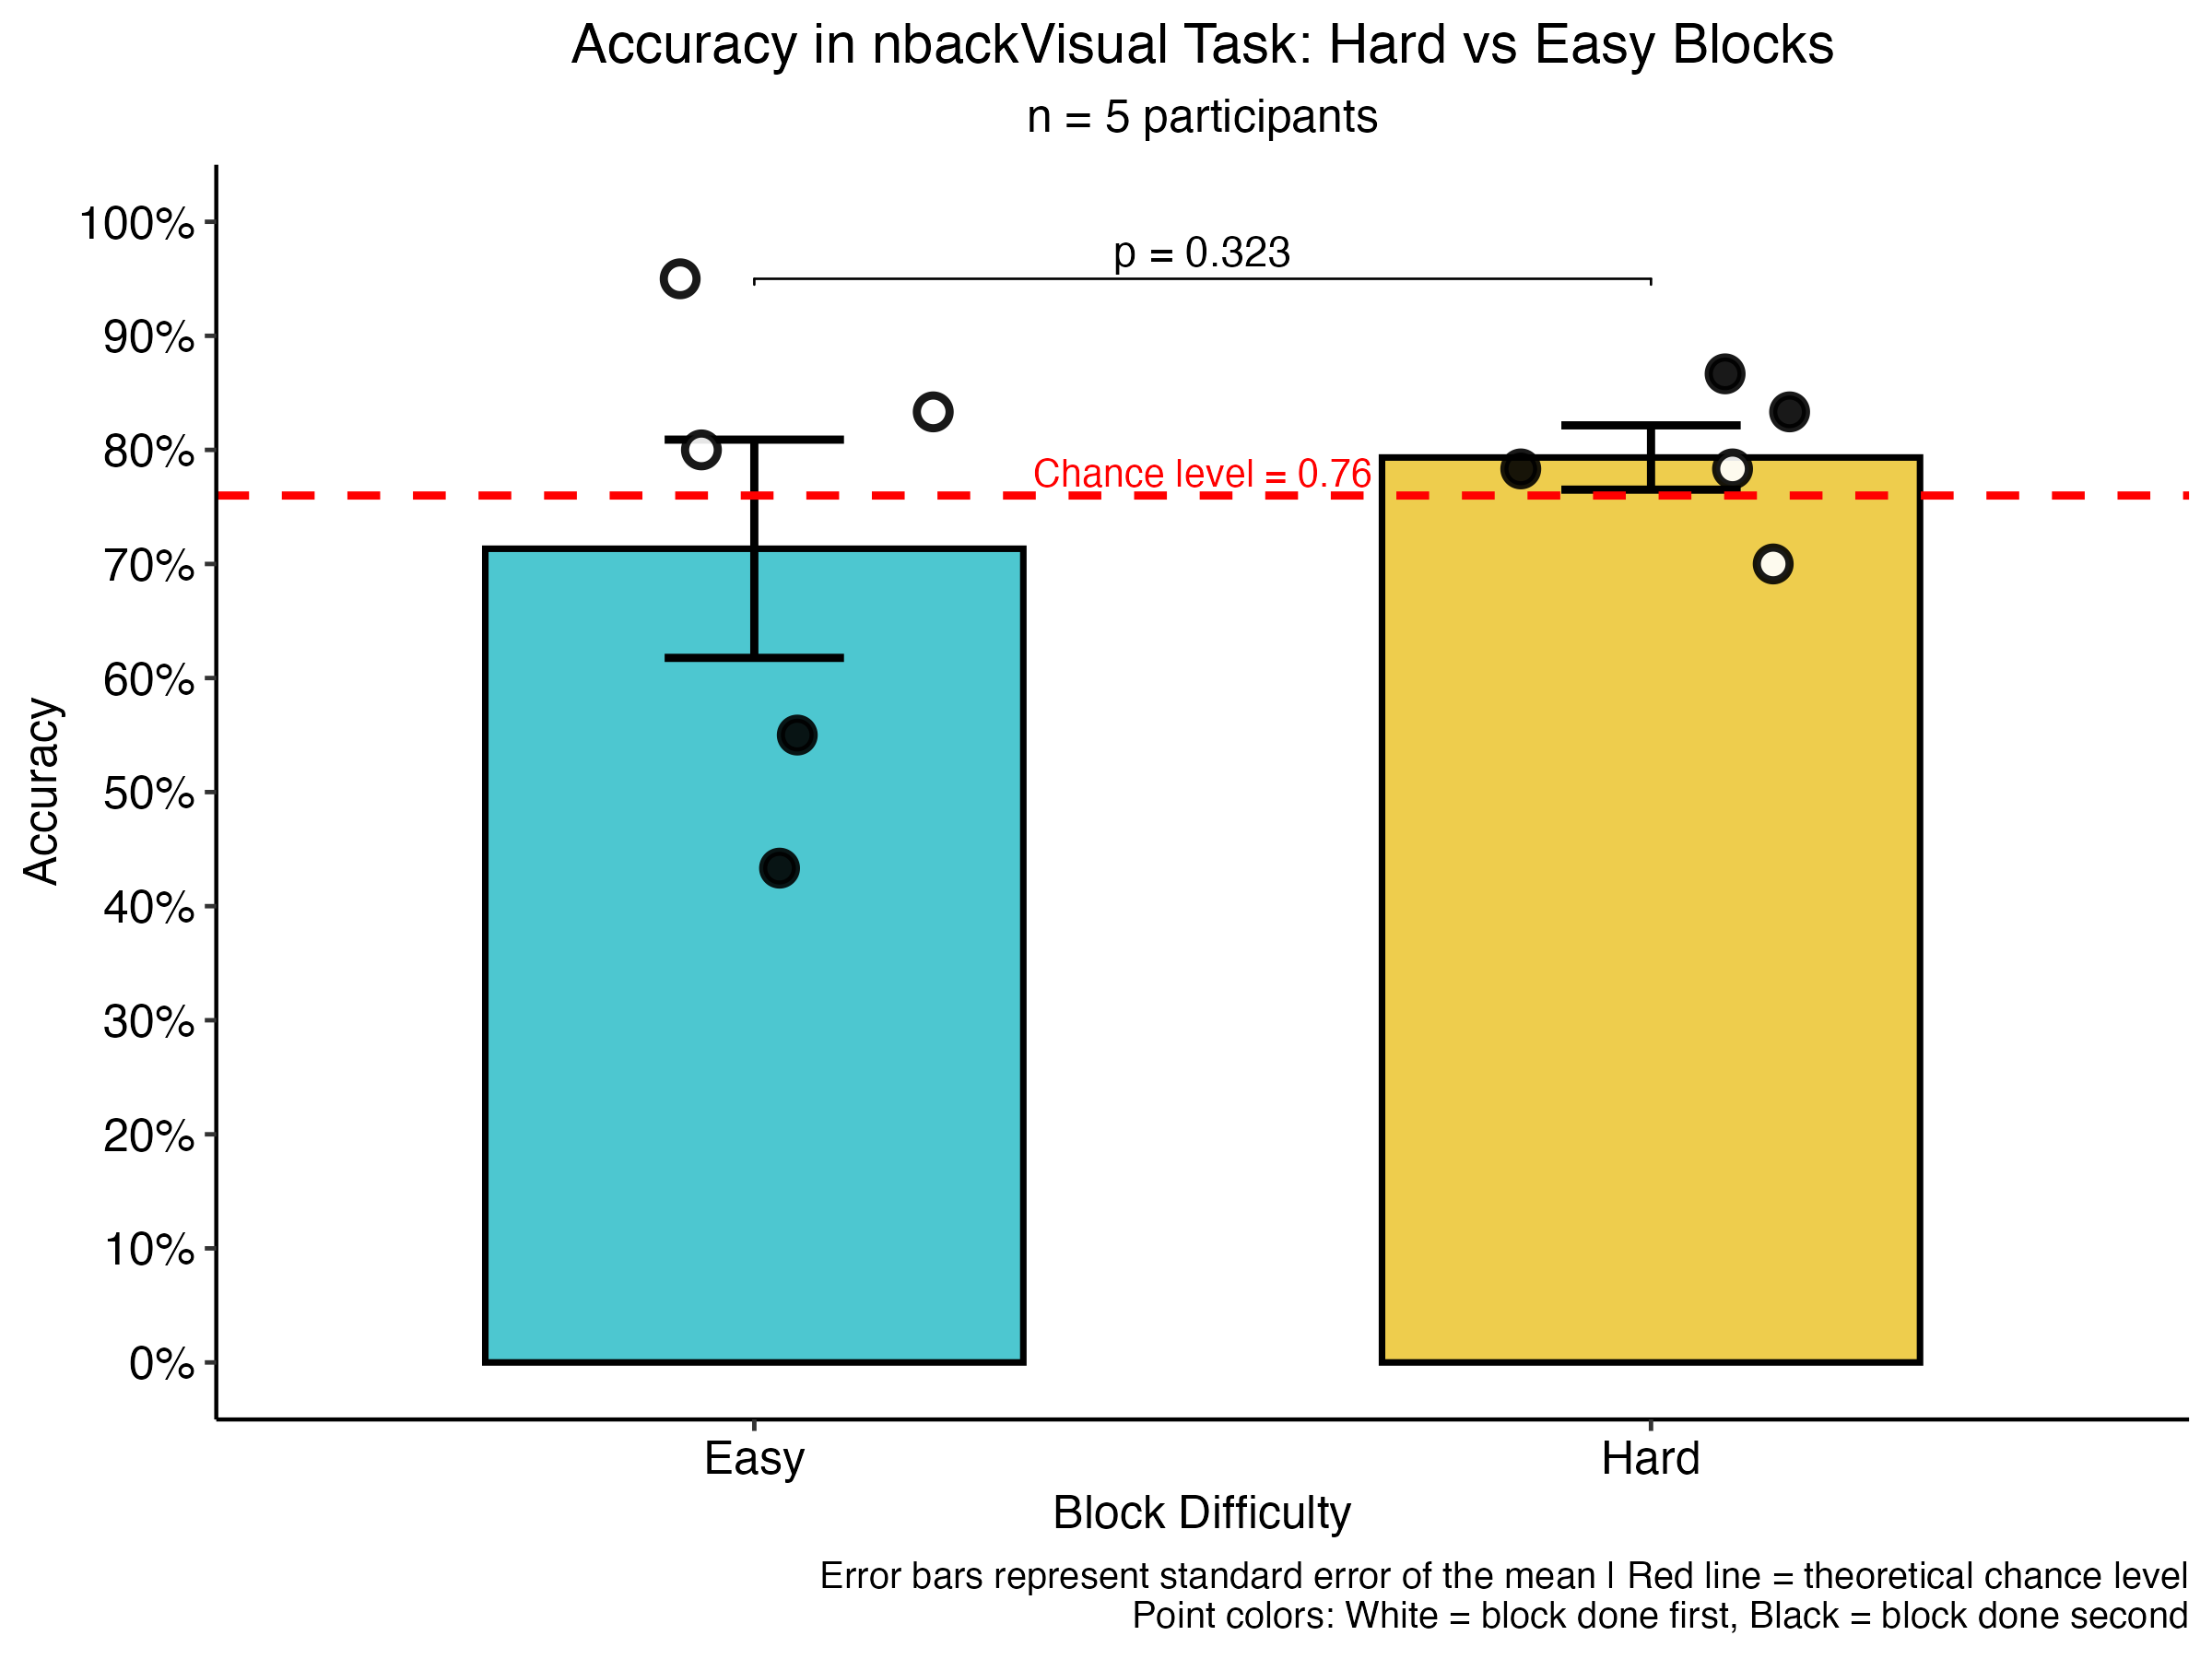 Accuracy in nbackVisual Task: Hard vs Easy Blocks
n = 5 participants
100%
90%
80%
70%
60%
50%
40%
30%
20%
10%
0%
Accuracy
p = 0.323
Chance level = 0.76
Easy
Hard
Block Difficulty
Error bars represent standard error of the mean | Red line = theoretical chance level
Point colors: White = block done first, Black = block done second